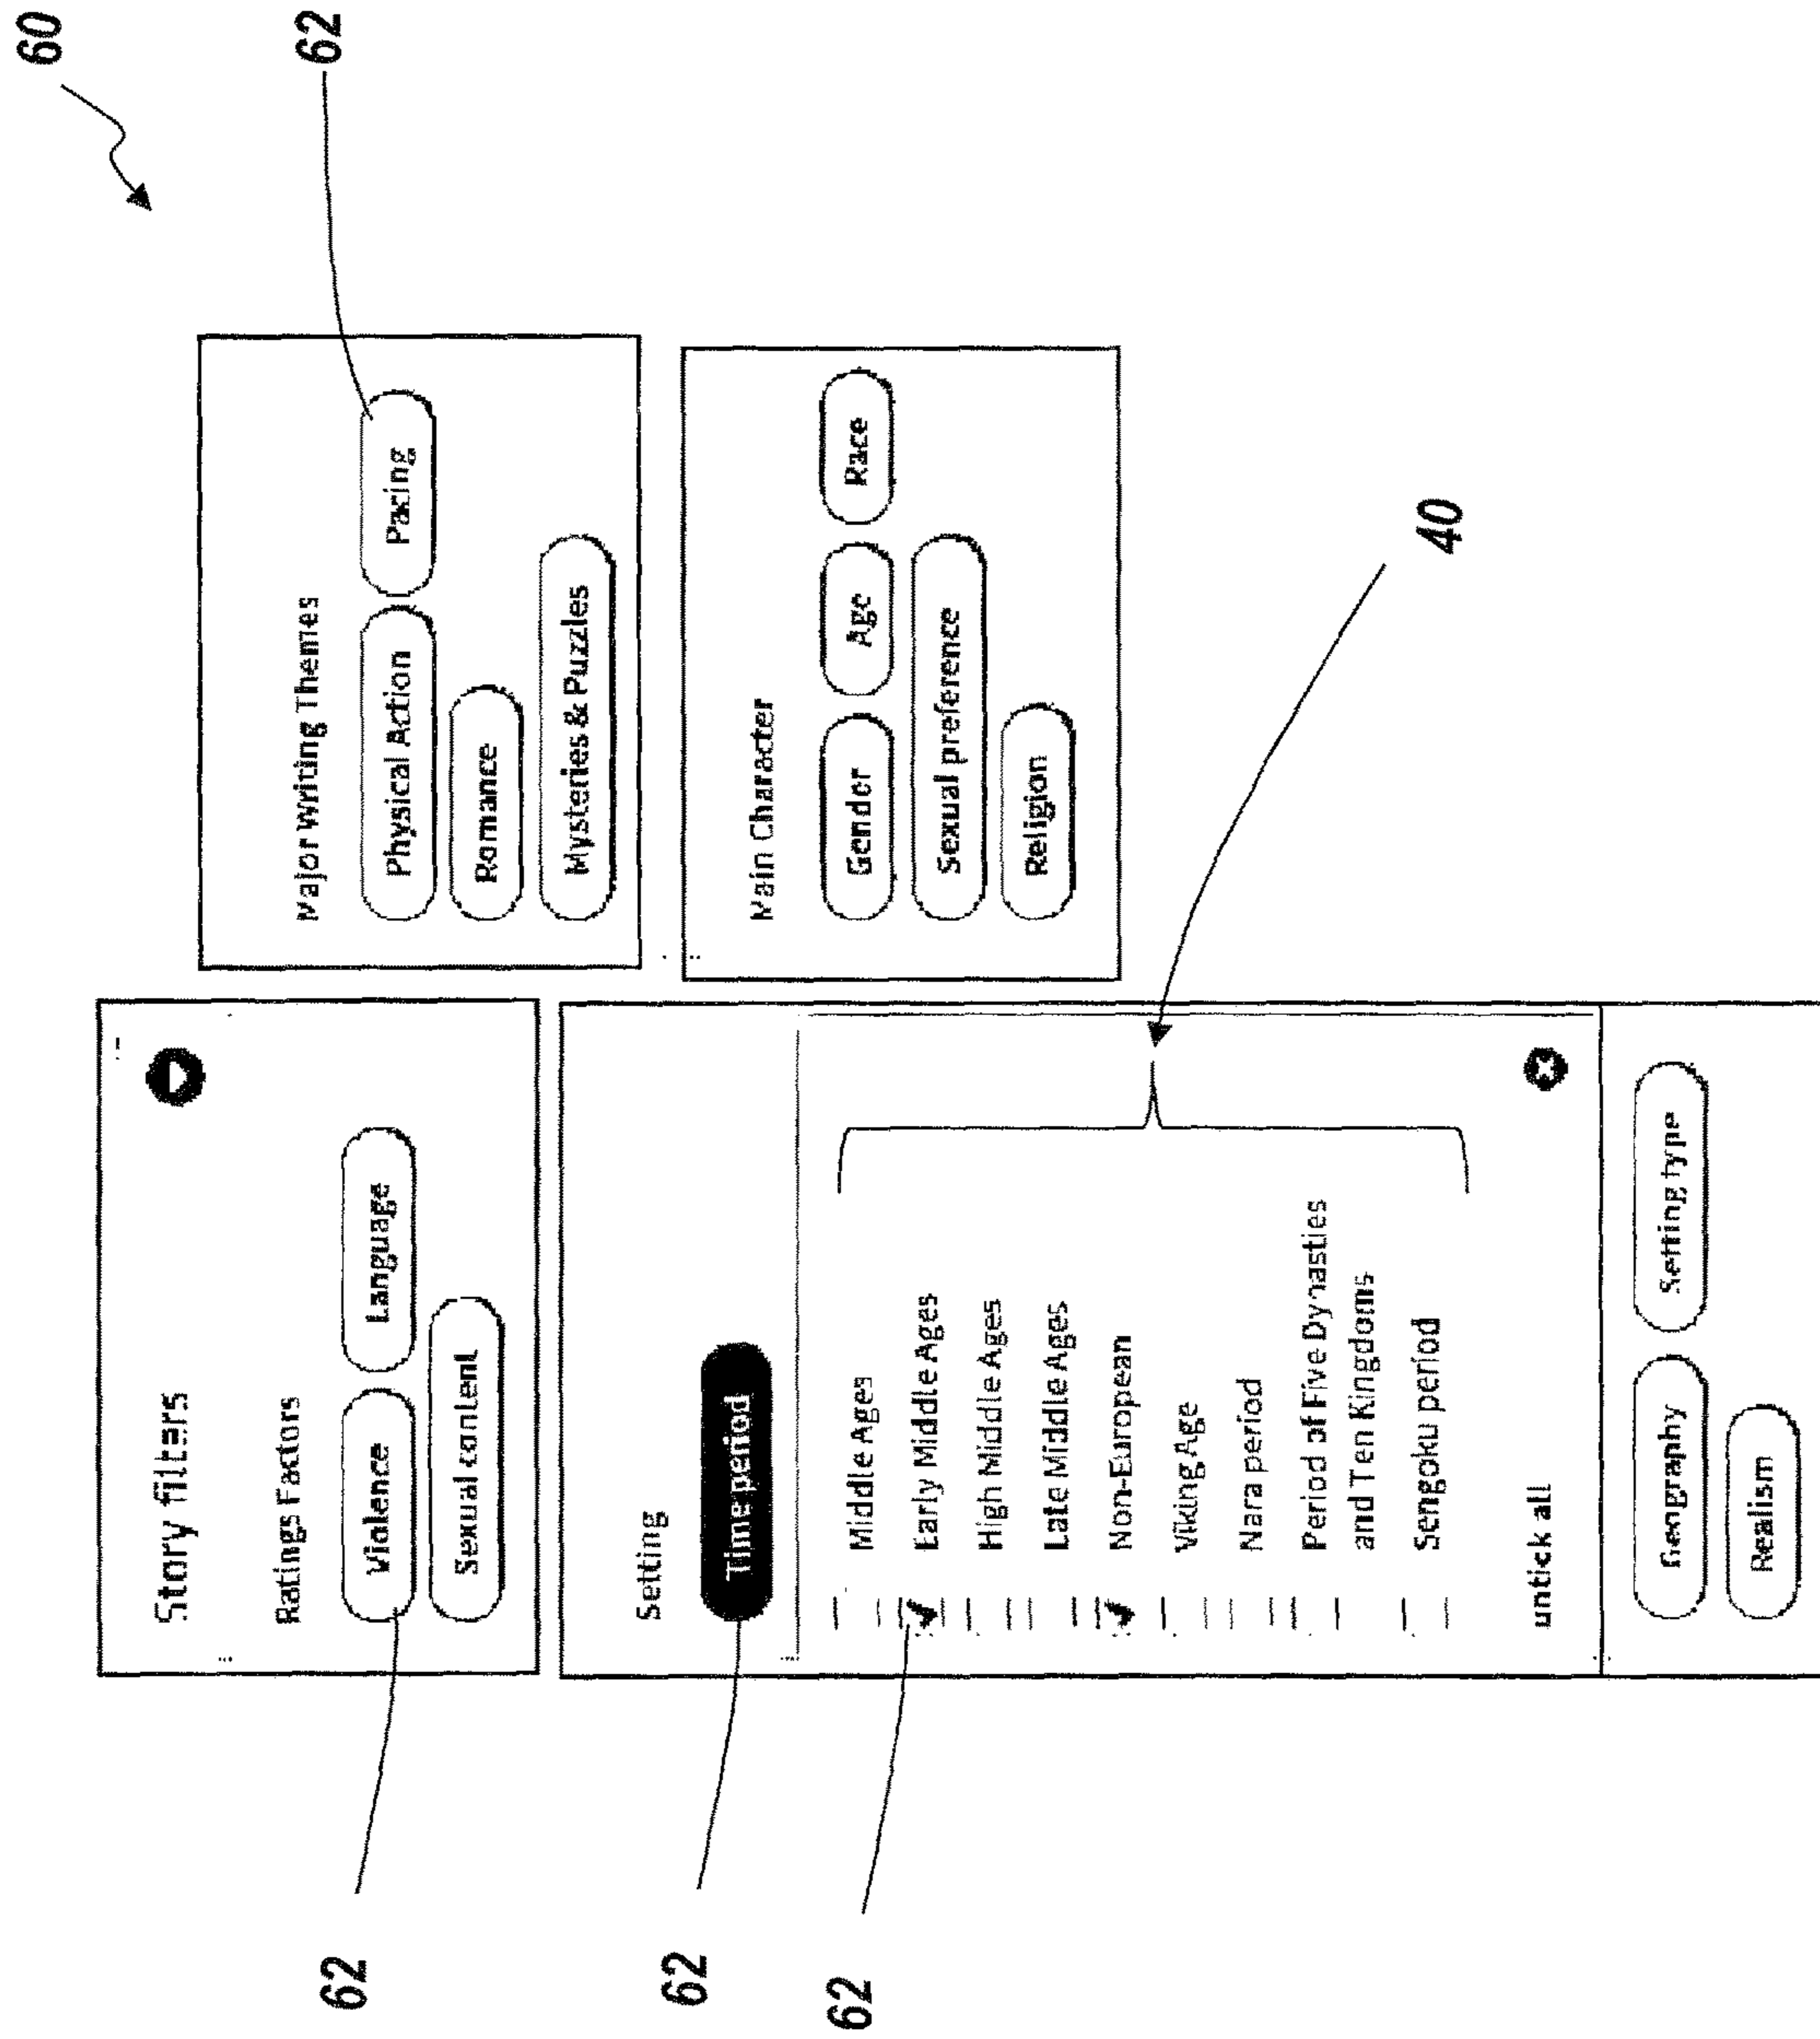 60
Story filters
Ratings Factors
Violence Language
Sexual content
62
Setting
Time period
62
Middle Ages
Early Middle Ages
62
High Middle Ages
Late Middle Ages
Non-European
Viking Age
Nara period
Period of Five Dynasties
and Ten Kingdoms
Sengoku period
40
untick all
Geography Setting type
Realism
Major Writing Themes
Physical Action Pacing
62
Romance
Mysteries & Puzzles
Main Character
Gender Age Race
Sexual preference
Religion